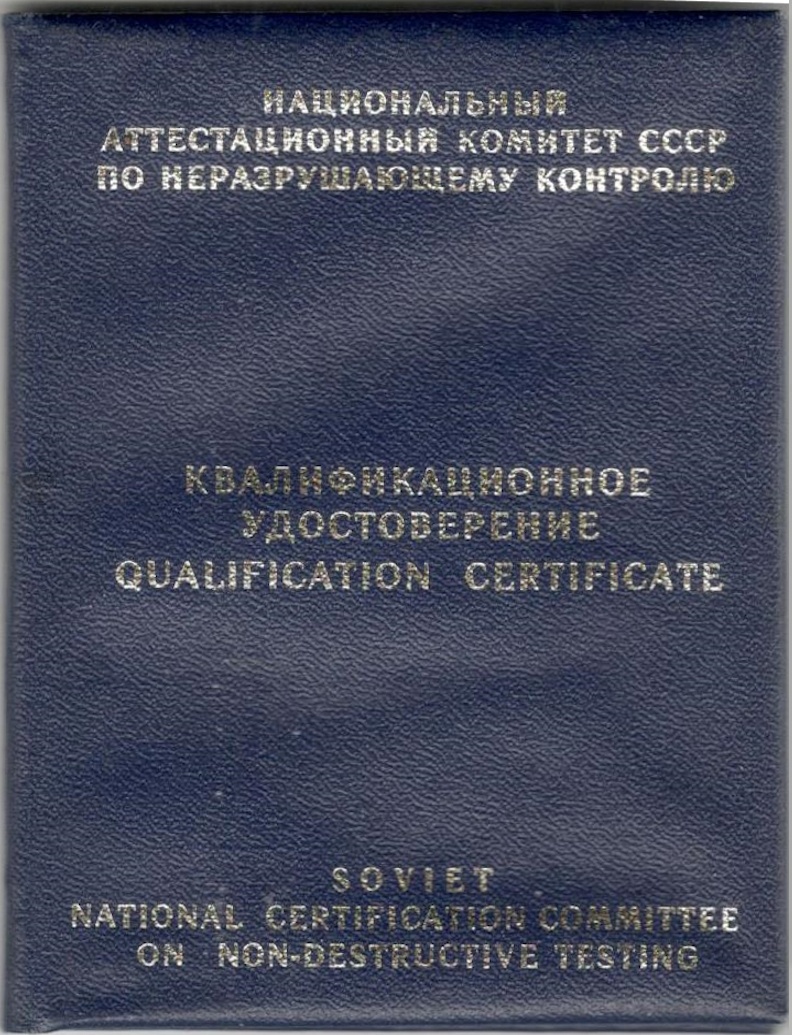 НАЦИОНАЛЬНЫЙ
АТТЕСТАЦИОННЫЙ КОМИТЕТ СССР
ПО НЕРАЗРУШАЮЩЕМУ КОНТРОЛЮ
КВАЛИФИКАЦИОННОЕ
УДОСТОВЕРЕНИЕ
QUALIFICATION CERTIFICATE
SOVIET
NATIONAL CERTIFICATION COMMITTEE
ON NON-DESTRUCTIVE TESTING